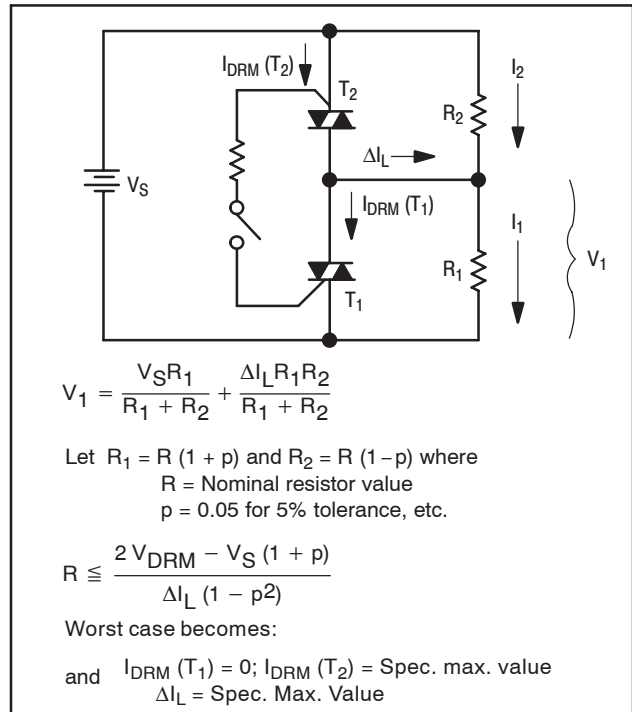 I_DRM (T_2)
T_2
I_2
R_2
ΔI_L
V_S
I_DRM (T_1)
I_1
R_1
V_1
T_1
V_1 = V_S R_1 / R_1 + R_2 + ΔI_L R_1 R_2 / R_1 + R_2
Let R_1 = R (1 + p) and R_2 = R (1 – p) where
R = Nominal resistor value
p = 0.05 for 5% tolerance, etc.
R ≦ 2 V_DRM – V_S (1 + p) / ΔI_L (1 – p²)
Worst case becomes:
and I_DRM (T_1) = 0; I_DRM (T_2) = Spec. max. value
ΔI_L = Spec. Max. Value